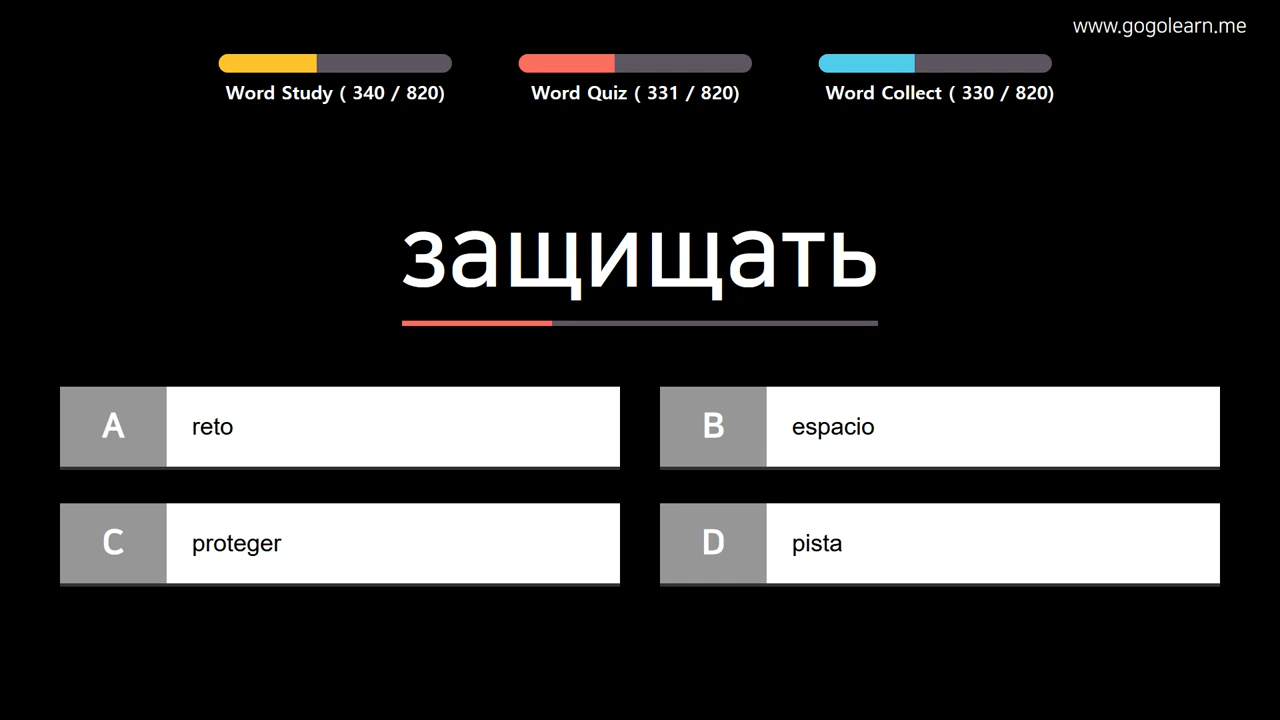 www.gogolearn.me
Word Study ( 340 / 820)
Word Quiz ( 331 / 820)
Word Collect ( 330 / 820)
защищать
A reto
B espacio
C proteger
D pista